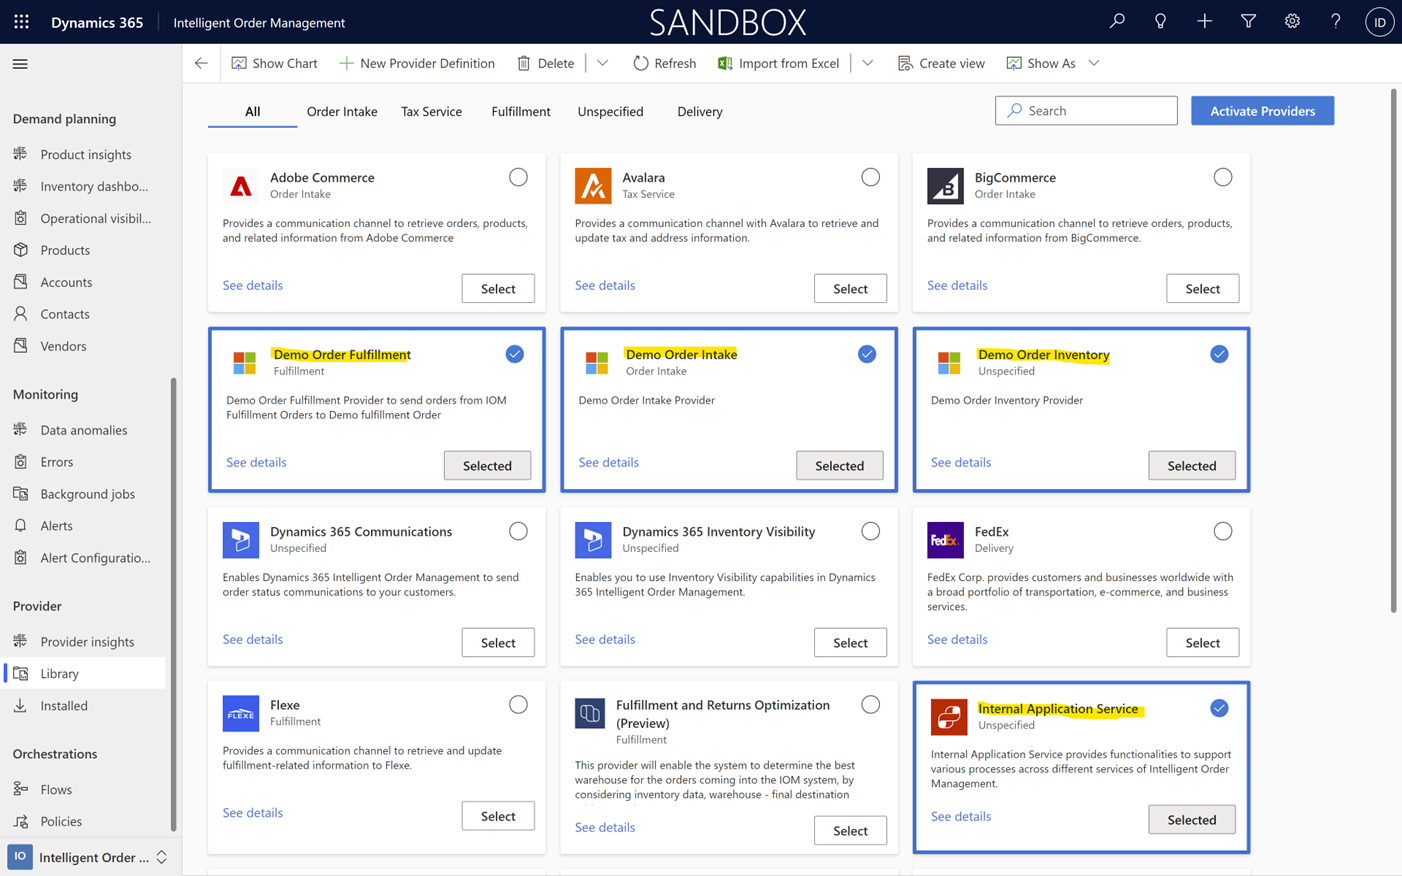 Dynamics 365
Intelligent Order Management
SANDBOX
?
ID
Show Chart
New Provider Definition
Delete
Refresh
Import from Excel
Create view
Show As
Demand planning
Product insights
Inventory dashbo...
Operational visibil...
Products
Accounts
Contacts
Vendors
Monitoring
Data anomalies
Errors
Background jobs
Alerts
Alert Configuratio...
Provider
Provider insights
Library
Installed
Orchestrations
Flows
Policies
IO
Intelligent Order ...
All
Order Intake
Tax Service
Fulfillment
Unspecified
Delivery
Search
Activate Providers
Adobe Commerce
Order Intake
Provides a communication channel to retrieve orders, products,
and related information from Adobe Commerce
See details
Select
Avalara
Tax Service
Provides a communication channel with Avalara to retrieve and
update tax and address information.
See details
Select
B
BigCommerce
Order Intake
Provides a communication channel to retrieve orders, products,
and related information from BigCommerce.
See details
Select
Demo Order Fulfillment
Fulfillment
Demo Order Fulfillment Provider to send orders from IOM
Fulfillment Orders to Demo fulfillment Order
See details
Selected
Demo Order Intake
Order Intake
Demo Order Intake Provider
See details
Selected
Demo Order Inventory
Unspecified
Demo Order Inventory Provider
See details
Selected
Dynamics 365 Communications
Unspecified
Enables Dynamics 365 Intelligent Order Management to send
order status communications to your customers.
See details
Select
Dynamics 365 Inventory Visibility
Unspecified
Enables you to use Inventory Visibility capabilities in Dynamics
365 Intelligent Order Management.
See details
Select
FedEx
FedEx
Delivery
FedEx Corp. provides customers and businesses worldwide with
a broad portfolio of transportation, e-commerce, and business
services.
See details
Select
FLEXE
Flexe
Fulfillment
Provides a communication channel to retrieve and update
fulfillment-related information to Flexe.
See details
Select
Fulfillment and Returns Optimization
(Preview)
Fulfillment
This provider will enable the system to determine the best
warehouse for the orders coming into the IOM system, by
considering inventory data, warehouse - final destination
See details
Select
Internal Application Service
Unspecified
Internal Application Service provides functionalities to support
various processes across different services of Intelligent Order
Management.
See details
Selected